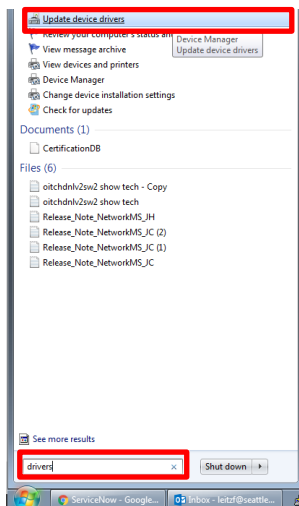 Update device drivers
Review your computer's status an
Device Manager
Update device drivers
View message archive
View devices and printers
Device Manager
Change device installation settings
Check for updates
Documents (1)
CertificationDB
Files (6)
oitchdnlv2sw2 show tech - Copy
oitchdnlv2sw2 show tech
Release_Note_NetworkMS_JH
Release_Note_NetworkMS_JC (2)
Release_Note_NetworkMS_JC (1)
Release_Note_NetworkMS_JC
See more results
drivers
Shut down
ServiceNow - Google...
Inbox - leitzf@seattle...